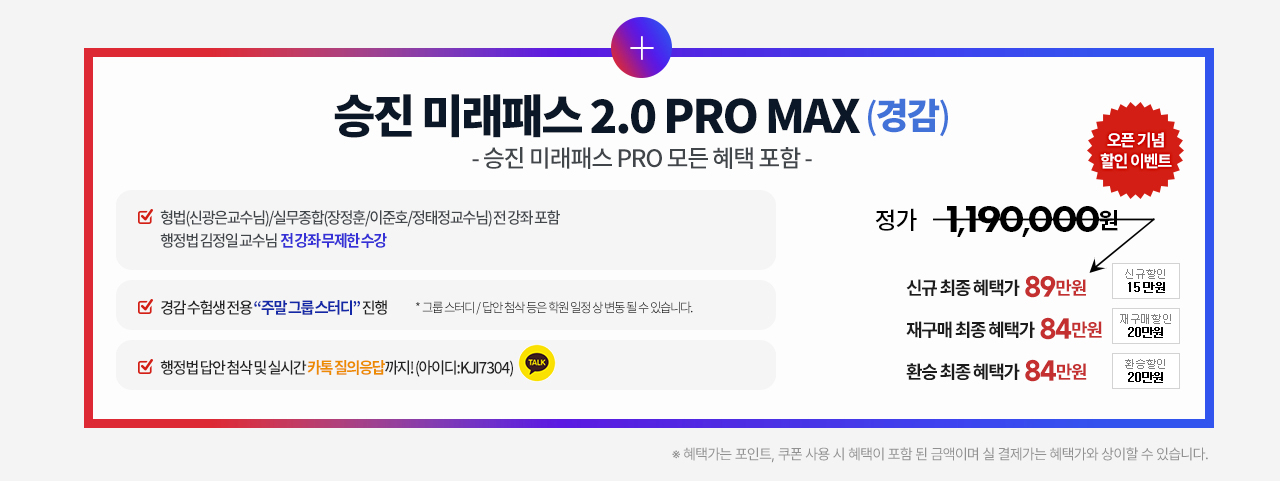 승진 미래패스 2.0 PRO MAX (경감)
- 승진 미래패스 PRO 모든 혜택 포함 -
오픈 기념
할인 이벤트
형법(신광은교수님)/실무종합(장정훈/이준호/정태정교수님) 전 강좌 포함
행정법 김정일 교수님 전 강좌 무제한 수강
경감 수험생 전용 “주말 그룹 스터디” 진행 * 그룹 스터디 / 답안 첨삭 등은 학원 일정 상 변동 될 수 있습니다.
행정법 답안 첨삭 및 실시간 카톡 질의응답까지! (아이디:KJI7304)
TALK
정가 1,190,000원
신규 최종 혜택가 89만원
신규할인
15만원
재구매 최종 혜택가 84만원
재구매할인
20만원
환승 최종 혜택가 84만원
환승할인
20만원
※ 혜택가는 포인트, 쿠폰 사용 시 혜택이 포함 된 금액이며 실 결제가는 혜택가와 상이할 수 있습니다.